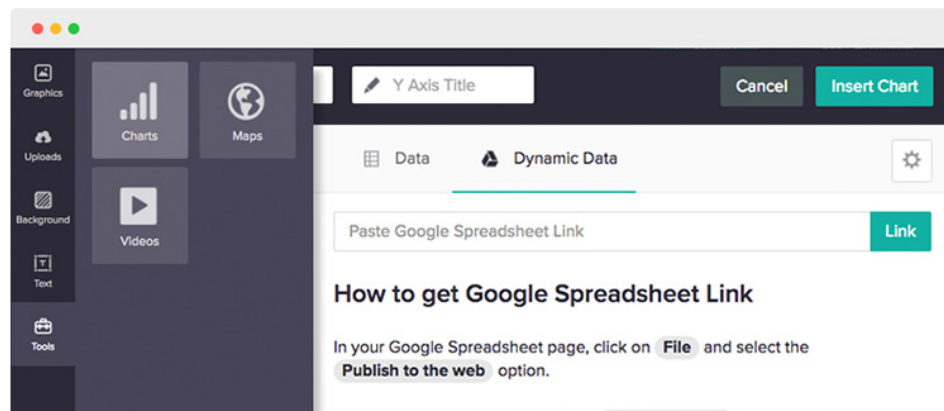 Graphics
Uploads
Background
Text
Tools
Charts
Maps
Videos
Y Axis Title
Cancel
Insert Chart
Data
Dynamic Data
Paste Google Spreadsheet Link
Link
How to get Google Spreadsheet Link
In your Google Spreadsheet page, click on File and select the
Publish to the web option.